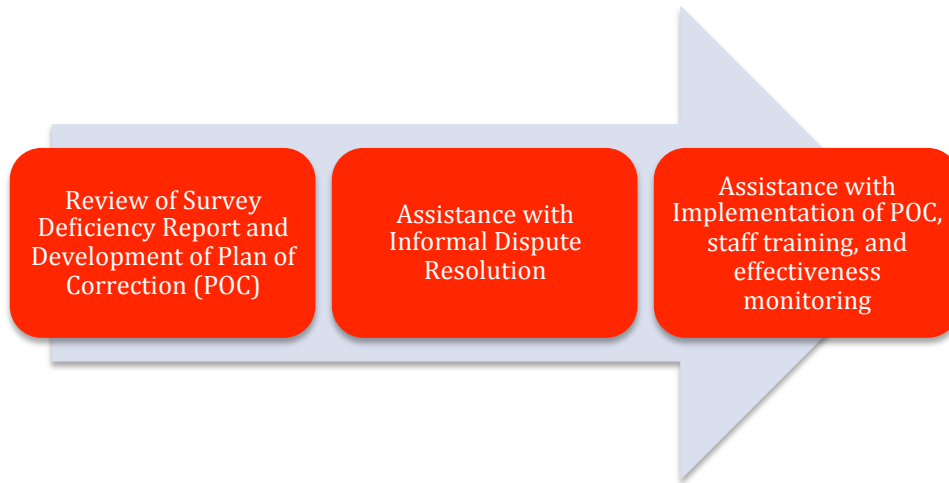 Review of Survey
Deficiency Report and
Development of Plan of
Correction (POC)
Assistance with
Informal Dispute
Resolution
Assistance with
Implementation of POC,
staff training, and
effectiveness
monitoring